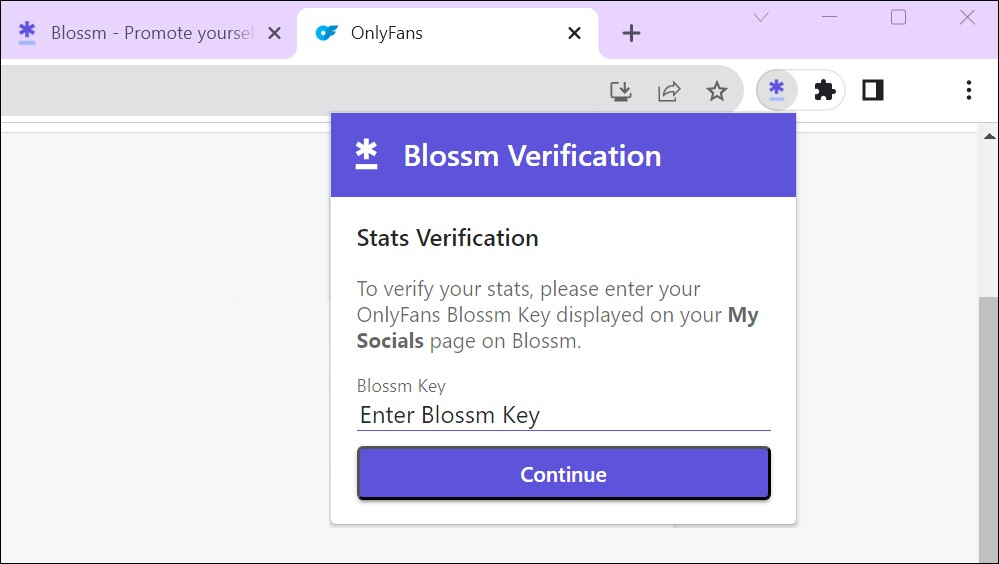 Blossm - Promote yoursel
OnlyFans
Blossm Verification
Stats Verification
To verify your stats, please enter your
OnlyFans Blossm Key displayed on your My
Socials page on Blossm.
Blossm Key
Enter Blossm Key
Continue